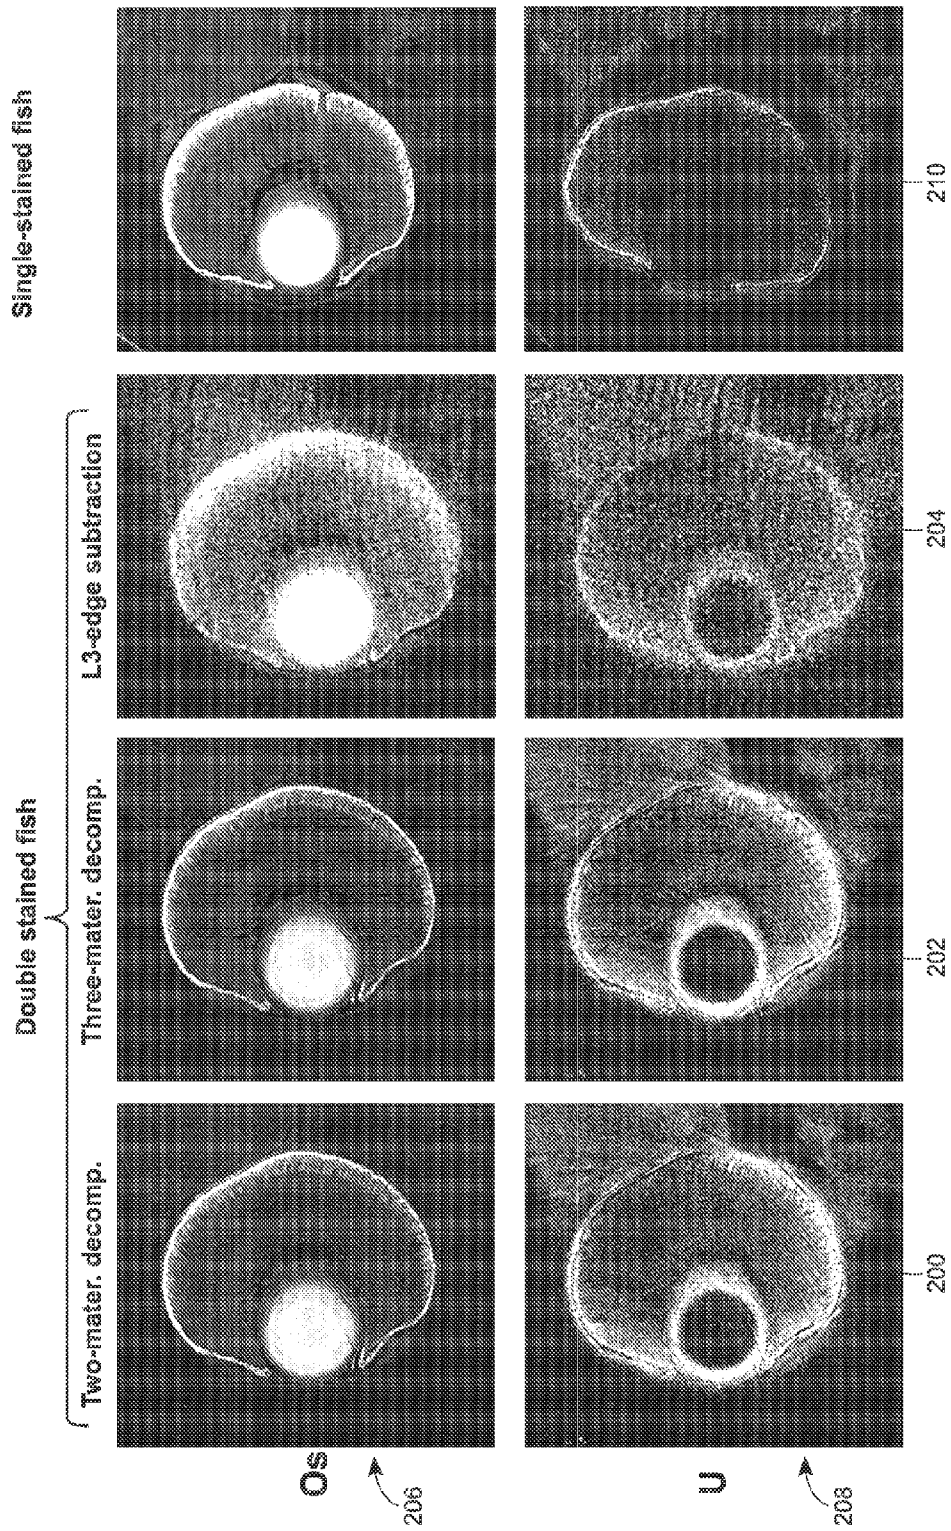 Double stained fish
Single-stained fish
Two-mater. decomp.
Three-mater. decomp.
L3-edge subtraction
Os
206
U
208
200
202
204
210